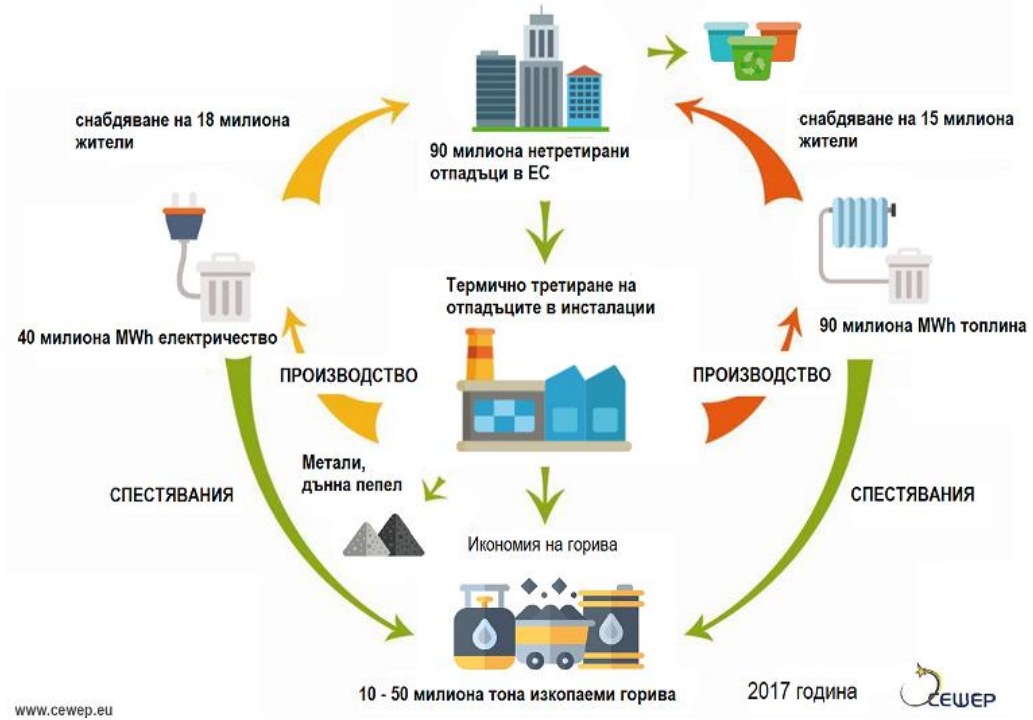 снабдяване на 18 милиона
жители
90 милиона нетретирани
отпадъци в ЕС
снабдяване на 15 милиона
жители
Термично третиране на
отпадъците в инсталации
40 милиона MWh електричество
90 милиона MWh топлина
ПРОИЗВОДСТВО
ПРОИЗВОДСТВО
Метали,
дънна пепел
СПЕСТЯВАНИЯ
СПЕСТЯВАНИЯ
Икономия на горива
10 - 50 милиона тона изкопаеми горива
2017 година
www.cewep.eu
CEWEP